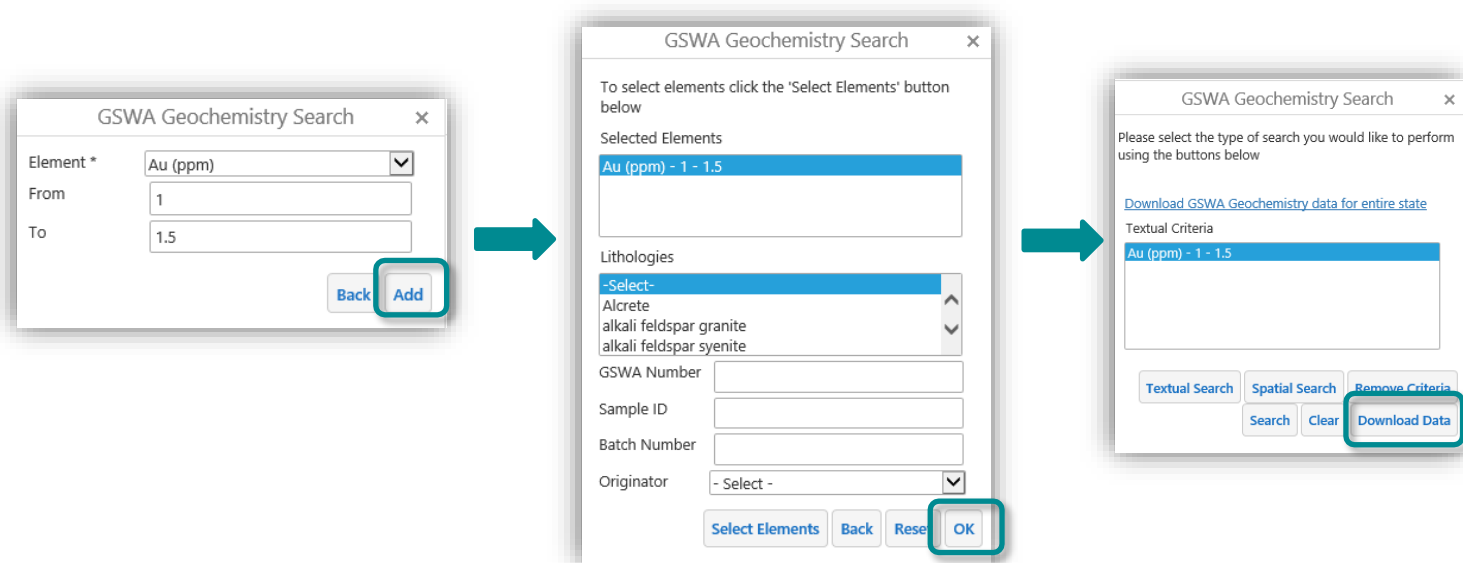 GSWA Geochemistry Search ×
Element * Au (ppm)
From 1
To 1.5
Back Add
GSWA Geochemistry Search ×
To select elements click the 'Select Elements' button
below
Selected Elements
Au (ppm) - 1 - 1.5
Lithologies
-Select-
Alcrete
alkali feldspar granite
alkali feldspar syenite
GSWA Number
Sample ID
Batch Number
Originator - Select -
Select Elements Back Reset OK
GSWA Geochemistry Search ×
Please select the type of search you would like to perform
using the buttons below
Download GSWA Geochemistry data for entire state
Textual Criteria
Au (ppm) - 1 - 1.5
Textual Search Spatial Search Remove Criteria
Search Clear Download Data